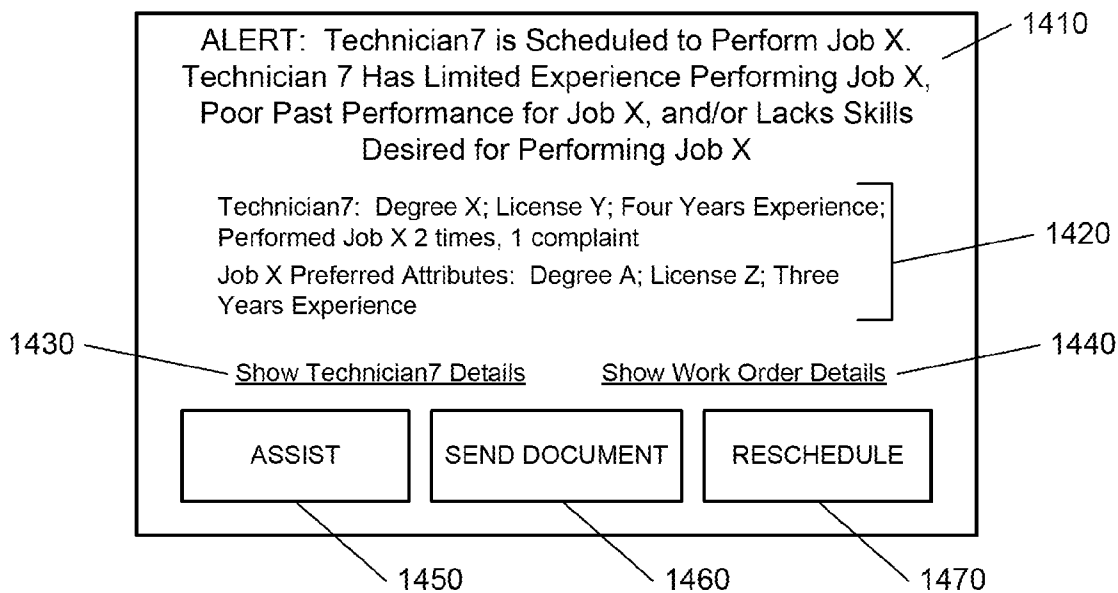 ALERT: Technician7 is Scheduled to Perform Job X.
1410
Technician 7 Has Limited Experience Performing Job X,
Poor Past Performance for Job X, and/or Lacks Skills
Desired for Performing Job X
Technician7: Degree X; License Y; Four Years Experience;
Performed Job X 2 times, 1 complaint
1420
Job X Preferred Attributes: Degree A; License Z; Three
Years Experience
1430
1440
Show Technician7 Details
Show Work Order Details
ASSIST
SEND DOCUMENT
RESCHEDULE
1450
1460
1470